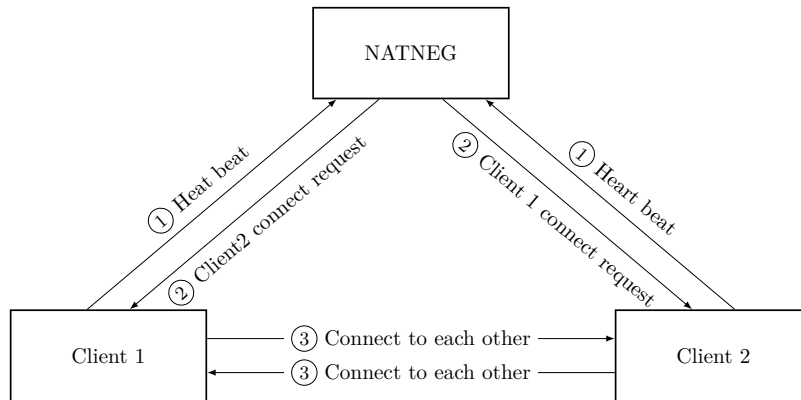 NATNEG
① Heat beat
② Client2 connect request
② Client 1 connect request
① Heart beat
Client 1
③ Connect to each other
③ Connect to each other
Client 2